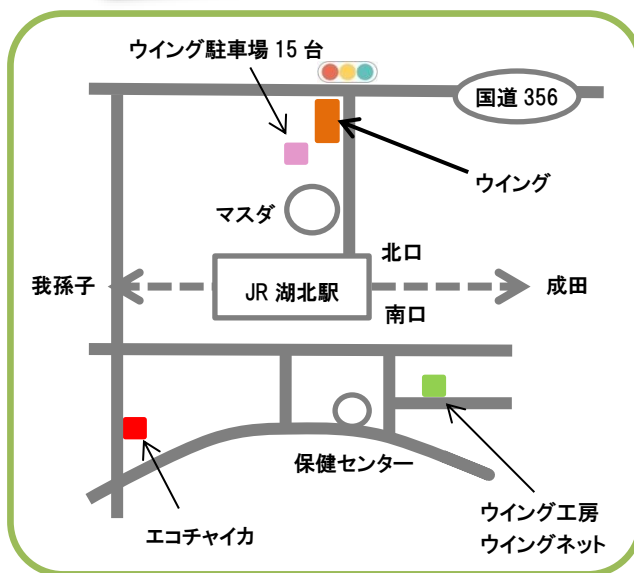 ウイング駐車場 15 台
国道 356
ウイング
マスダ
北口
我孫子
JR 湖北駅
成田
南口
保健センター
エコチャイカ
ウイング工房
ウイングネット